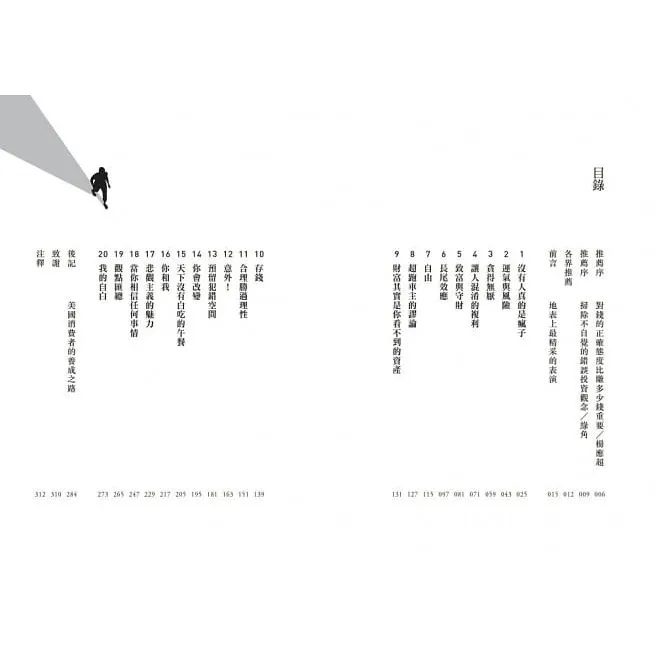 目錄
推薦序　對錢的正確態度比賺多少錢重要／楊應超　006
推薦序　掃除不自覺的錯誤投資觀念／綠角　009
各界推薦　012
前言　地表上最精采的表演　015
1 沒有人真的是瘋子　025
2 運氣與風險　043
3 貪得無厭　059
4 讓人混淆的複利　071
5 致富與守財　081
6 長尾效應　097
7 自由　115
8 超跑車主的謬論　127
9 財富其實是你看不到的資產　131
10 存錢　139
11 合理勝過理性　151
12 意外！　163
13 預留犯錯空間　181
14 你會改變　195
15 天下沒有白吃的午餐　205
16 你和我　217
17 悲觀主義的魅力　229
18 當你相信任何事情　247
19 觀點匯總　265
20 我的自白　273
後記　美國消費者的養成之路　284
致謝　310
注釋　312